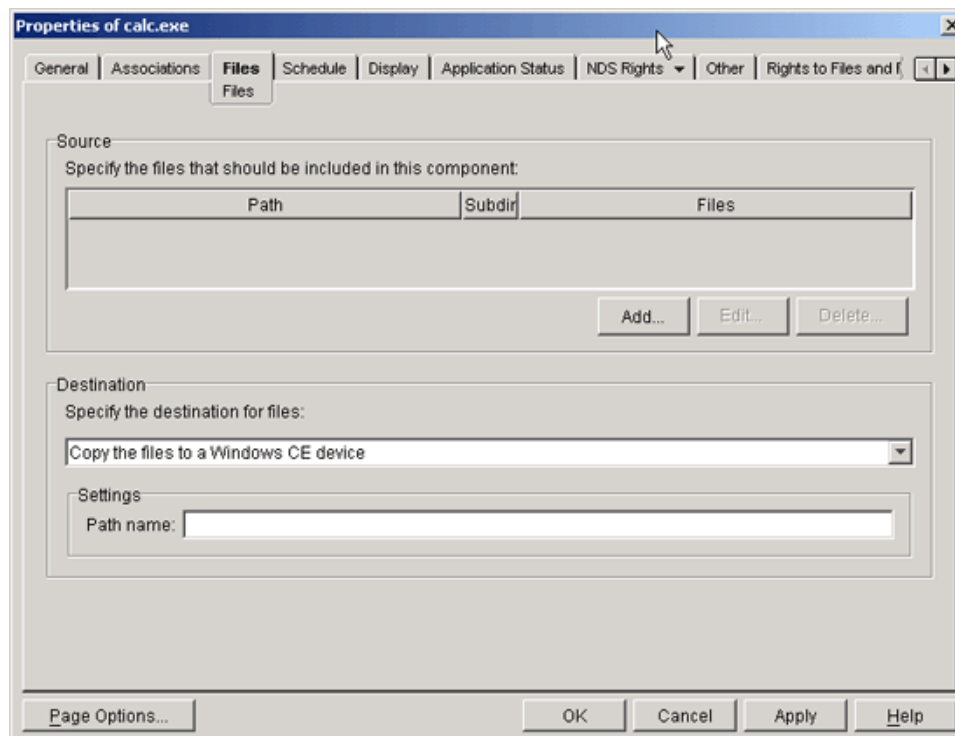 Properties of calc.exe
General Associations Files Schedule Display Application Status NDS Rights Other Rights to Files and
Files
Source
Specify the files that should be included in this component:
Path Subdir Files
Add... Edit... Delete...
Destination
Specify the destination for files:
Copy the files to a Windows CE device
Settings
Path name:
Page Options... OK Cancel Apply Help